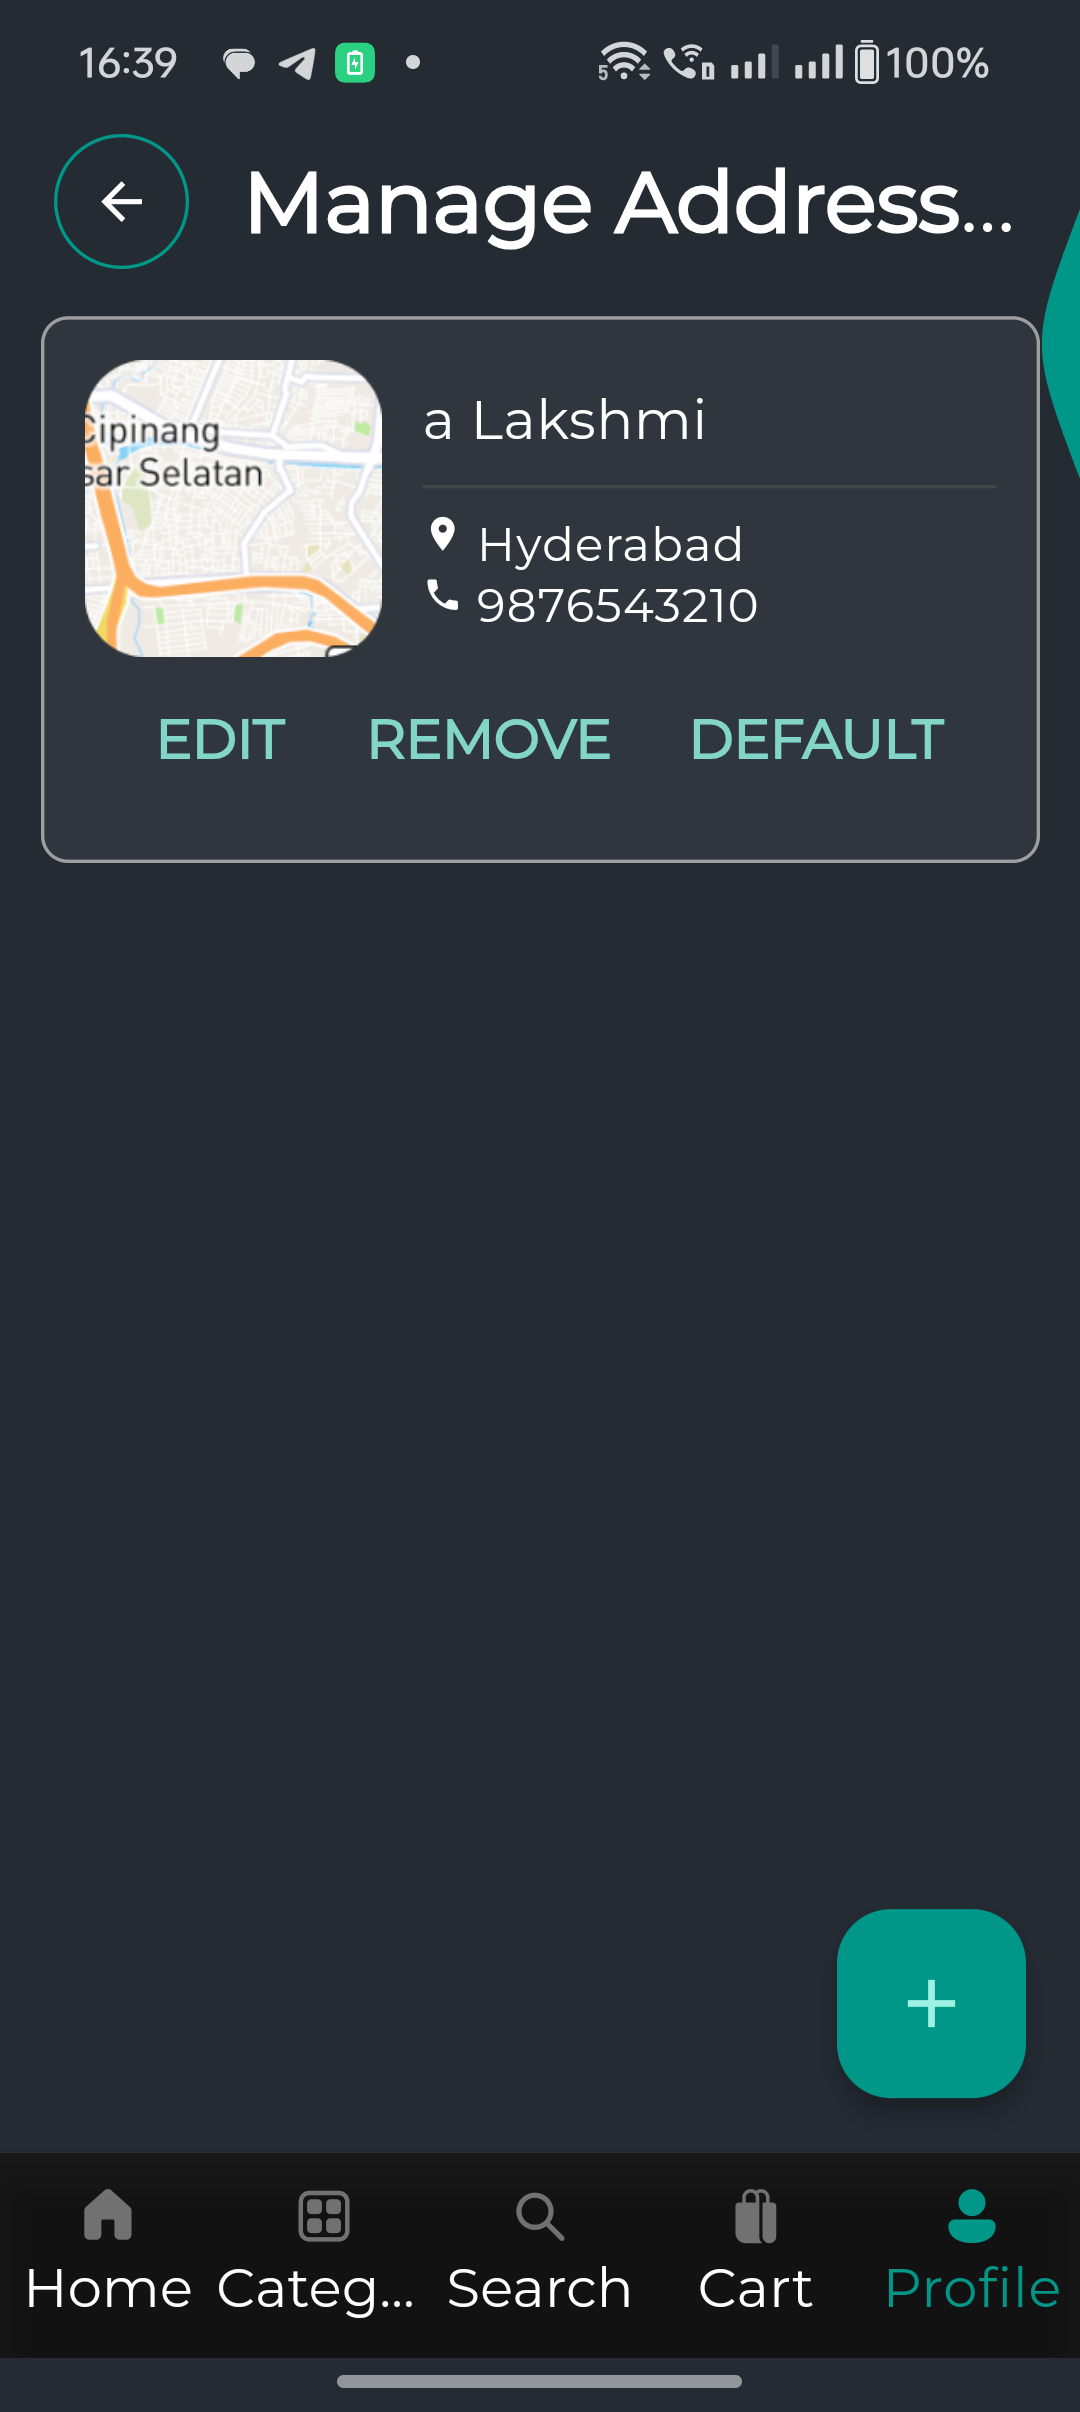 16:39
5
100%
Manage Address...
Cipinang
sar Selatan
a Lakshmi
Hyderabad
9876543210
EDIT REMOVE DEFAULT
Home Categ... Search Cart Profile